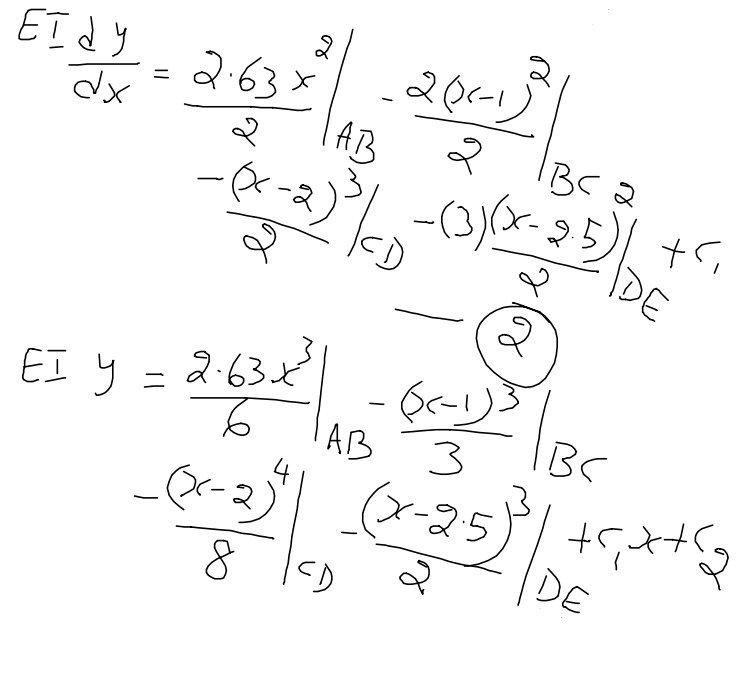 EI dy/dx = 2.63x²/2 |AB - 2(x-1)²/2 |BC
-(x-2)³/2 |CD -(3)(x-2.5)²/2 |DE + C₁
— ②
EI y = 2.63x³/6 |AB - (x-1)³/3 |BC
-(x-2)⁴/8 |CD - (x-2.5)³/2 |DE + C₁x + C₂